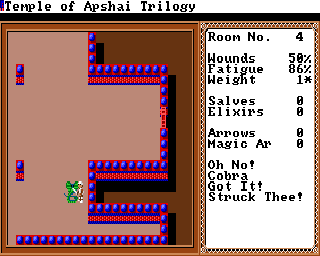 Temple of Apshai Trilogy
Room No. 4
Wounds 50%
Fatigue 86%
Weight 1*
Salves 0
Elixirs 0
Arrows 0
Magic Ar 0
Oh No!
Cobra
Got It!
Struck Thee!